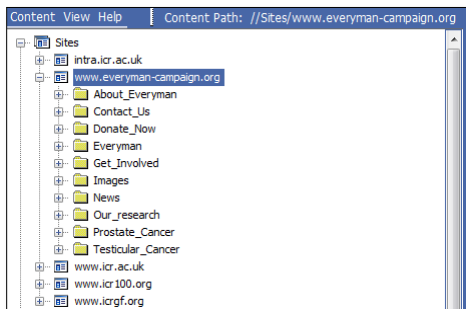 Content View Help Content Path: //Sites/www.everyman-campaign.org
Sites
intra.icr.ac.uk
www.everyman-campaign.org
About_Everyman
Contact_Us
Donate_Now
Everyman
Get_Involved
Images
News
Our_research
Prostate_Cancer
Testicular_Cancer
www.icr.ac.uk
www.icr100.org
www.icrgf.org